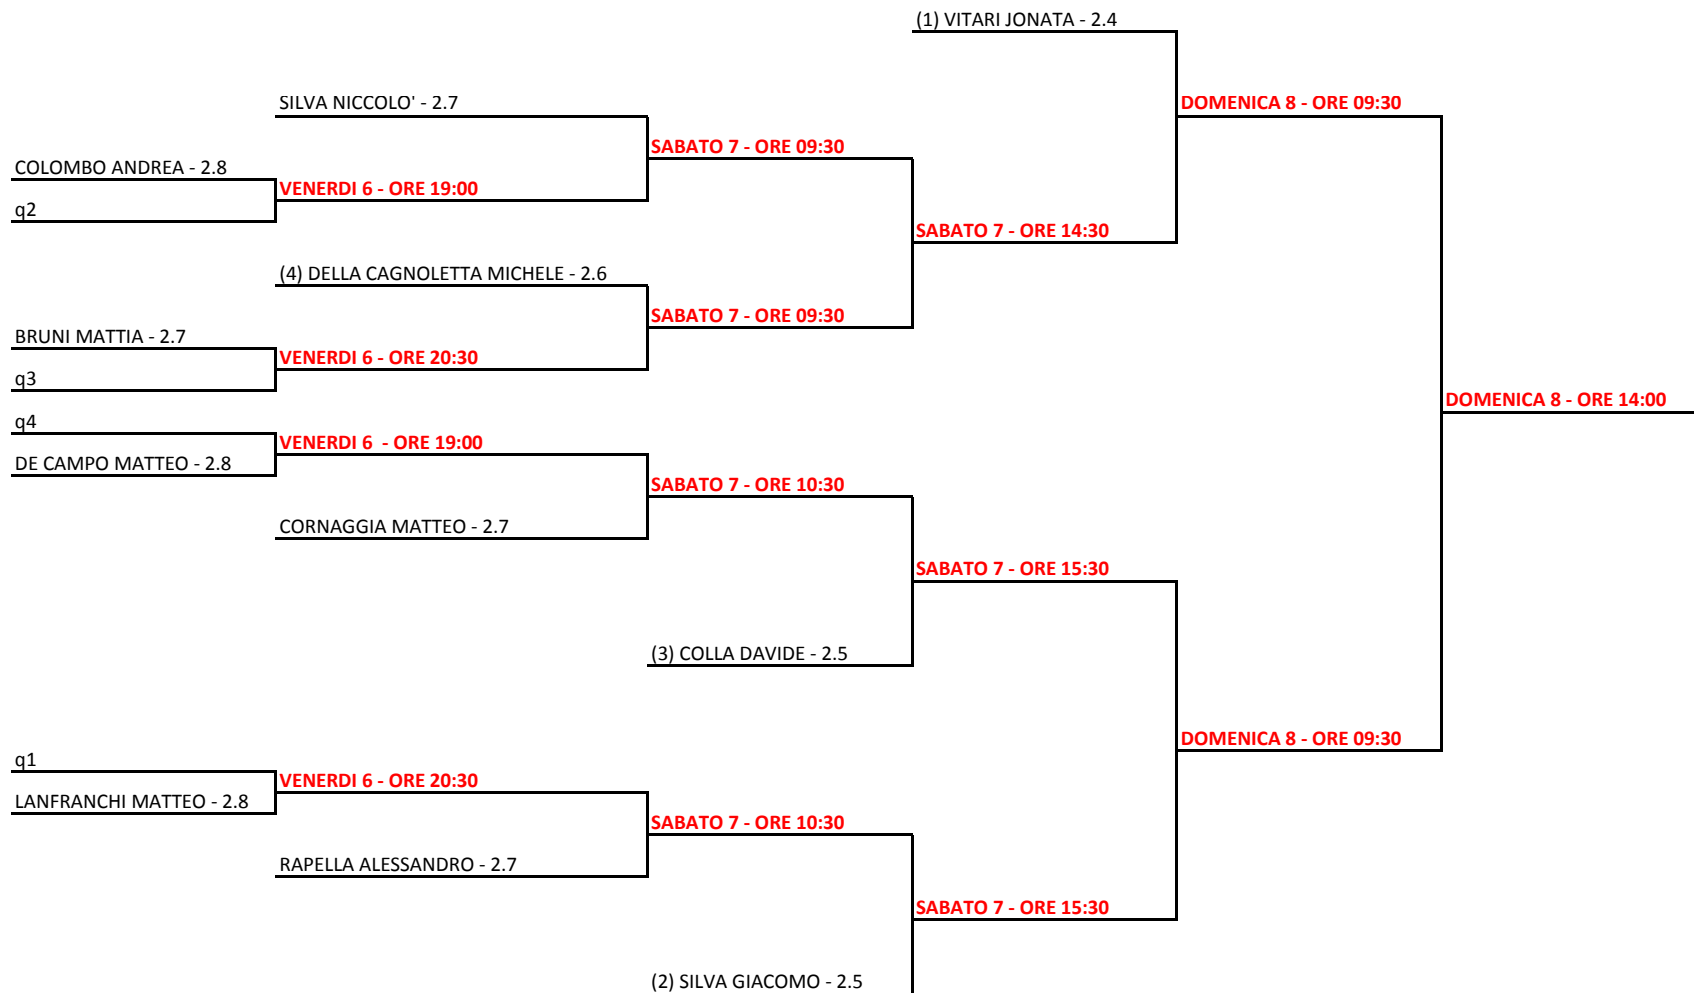 (1) VITARI JONATA - 2.4
SILVA NICCOLO' - 2.7
DOMENICA 8 - ORE 09:30
SABATO 7 - ORE 09:30
COLOMBO ANDREA - 2.8
VENERDI 6 - ORE 19:00
q2
SABATO 7 - ORE 14:30
(4) DELLA CAGNOLETTA MICHELE - 2.6
SABATO 7 - ORE 09:30
BRUNI MATTIA - 2.7
VENERDI 6 - ORE 20:30
q3
DOMENICA 8 - ORE 14:00
q4
VENERDI 6  - ORE 19:00
DE CAMPO MATTEO - 2.8
SABATO 7 - ORE 10:30
CORNAGGIA MATTEO - 2.7
SABATO 7 - ORE 15:30
(3) COLLA DAVIDE - 2.5
DOMENICA 8 - ORE 09:30
q1
VENERDI 6 - ORE 20:30
LANFRANCHI MATTEO - 2.8
SABATO 7 - ORE 10:30
RAPELLA ALESSANDRO - 2.7
SABATO 7 - ORE 15:30
(2) SILVA GIACOMO - 2.5